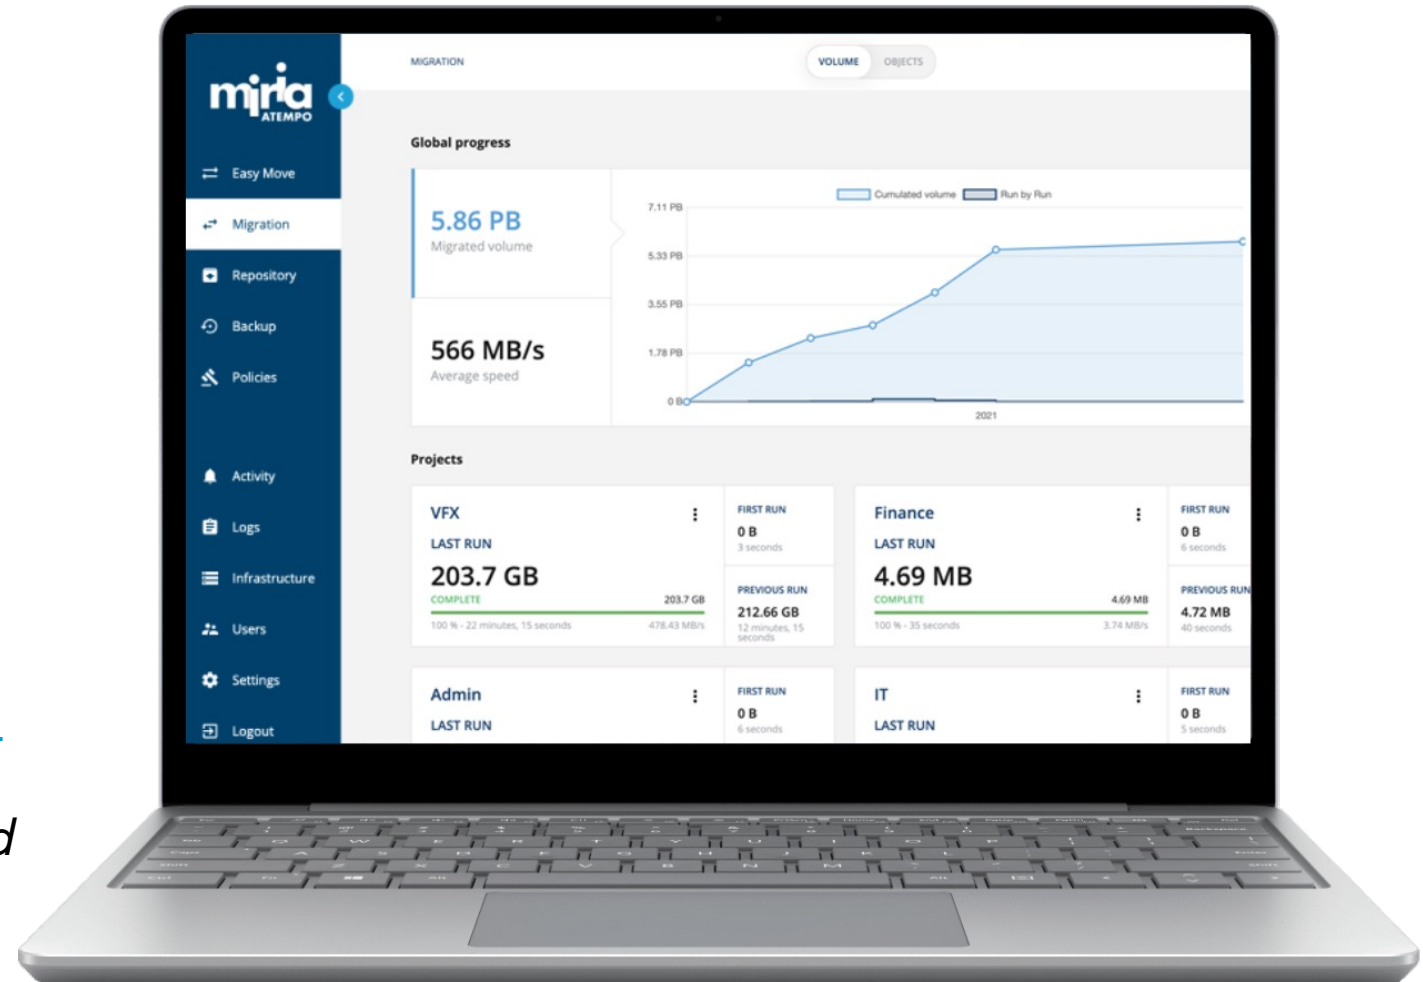 miria
ATEMPO
Easy Move
Migration
Repository
Backup
Policies
Activity
Logs
Infrastructure
Users
Settings
Logout
MIGRATION
VOLUME OBJECTS
Global progress
5.86 PB
Migrated volume
566 MB/s
Average speed
Cumulated volume Run by Run
7.11 PB
5.33 PB
3.55 PB
1.78 PB
0 B
2021
Projects
VFX
LAST RUN
203.7 GB
COMPLETE 203.7 GB
100 % - 22 minutes, 15 seconds 478.43 MB/s
FIRST RUN
0 B
3 seconds
PREVIOUS RUN
212.66 GB
12 minutes, 15
seconds
Finance
LAST RUN
4.69 MB
COMPLETE 4.69 MB
100 % - 35 seconds 3.74 MB/s
FIRST RUN
0 B
6 seconds
PREVIOUS RUN
4.72 MB
40 seconds
Admin
LAST RUN
FIRST RUN
0 B
6 seconds
IT
LAST RUN
FIRST RUN
0 B
5 seconds
d